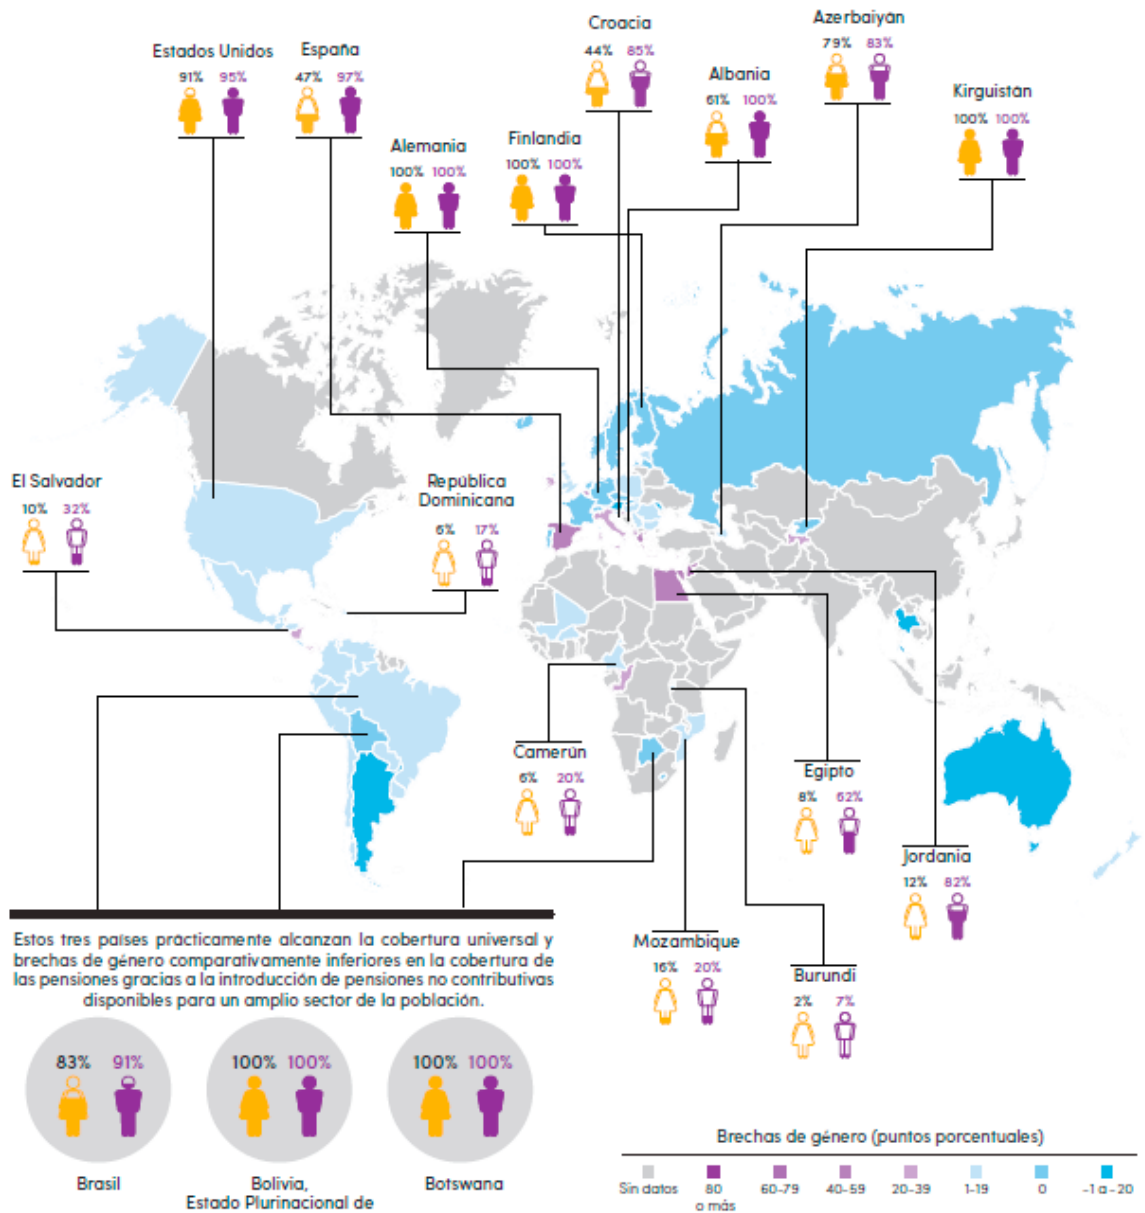 Croacia
44% 85%
Azerbaiyán
79% 83%
Estados Unidos
91% 95%
España
47% 97%
Albania
61% 100%
Kirguistán
100% 100%
Alemania
100% 100%
Finlandia
100% 100%
El Salvador
10% 32%
República
Dominicana
6% 17%
Camerún
6% 20%
Egipto
8% 62%
Jordania
12% 82%
Mozambique
16% 20%
Burundi
2% 7%
Estos tres países prácticamente alcanzan la cobertura universal y
brechas de género comparativamente inferiores en la cobertura de
las pensiones gracias a la introducción de pensiones no contributivas
disponibles para un amplio sector de la población.
83% 91%
Brasil
100% 100%
Bolivia,
Estado Plurinacional de
100% 100%
Botswana
Brechas de género (puntos porcentuales)
Sin datos
80
o más
60-79
40-59
20-39
1-19
0
-1 a -20